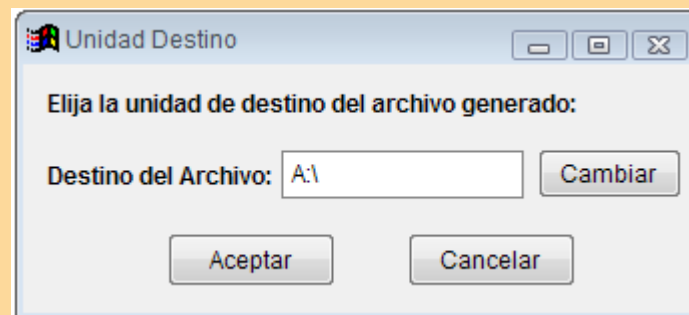 Unidad Destino
Elija la unidad de destino del archivo generado:
Destino del Archivo: A:\ Cambiar
Aceptar Cancelar